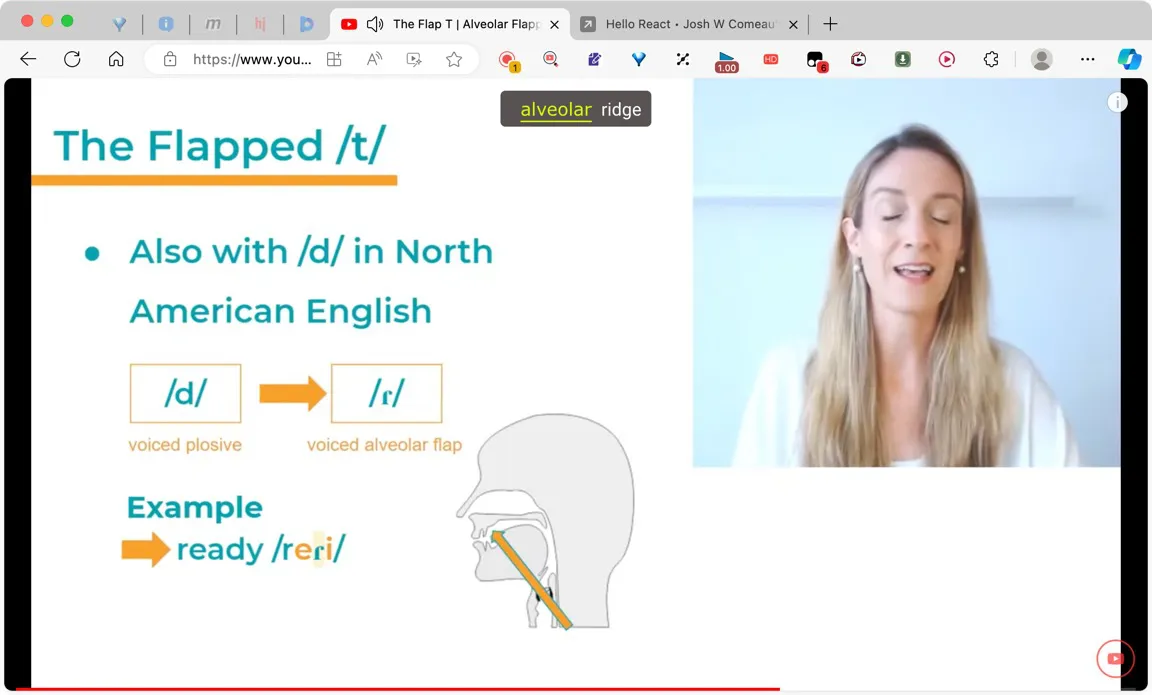 The Flap T | Alveolar Flapp
Hello React • Josh W Comeau'
https://www.you...
1
1.00
HD
6
alveolar ridge
The Flapped /t/
• Also with /d/ in North
American English
/d/
/ɾ/
voiced plosive
voiced alveolar flap
Example
ready /reɾi/